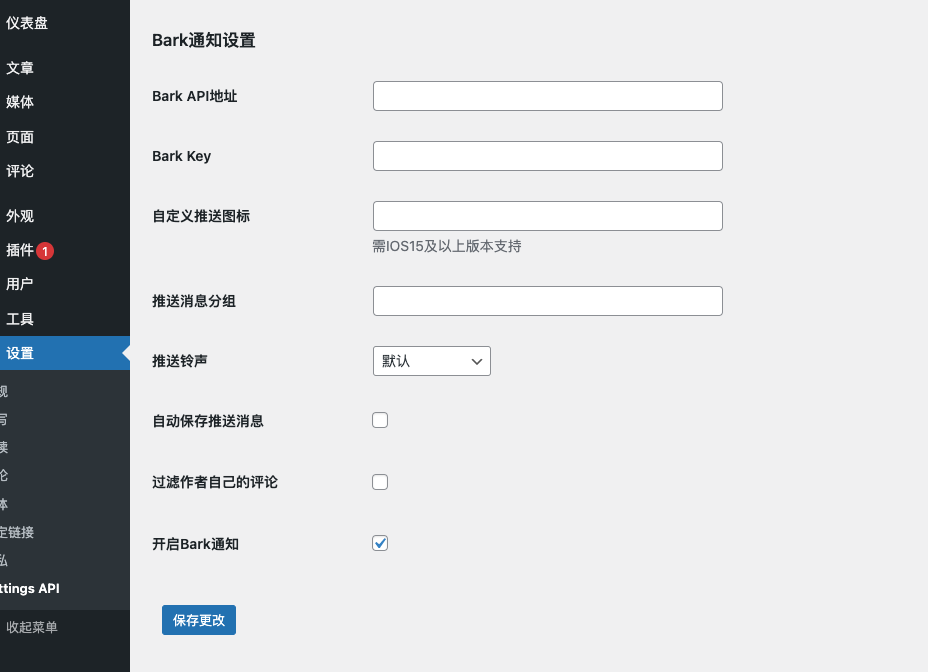 仪表盘
文章
媒体
页面
评论
外观
插件 1
用户
工具
设置
规
写
读
论
体
定链接
私
ttings API
收起菜单
Bark通知设置
Bark API地址
Bark Key
自定义推送图标
需IOS15及以上版本支持
推送消息分组
推送铃声
默认
自动保存推送消息
过滤作者自己的评论
开启Bark通知
保存更改